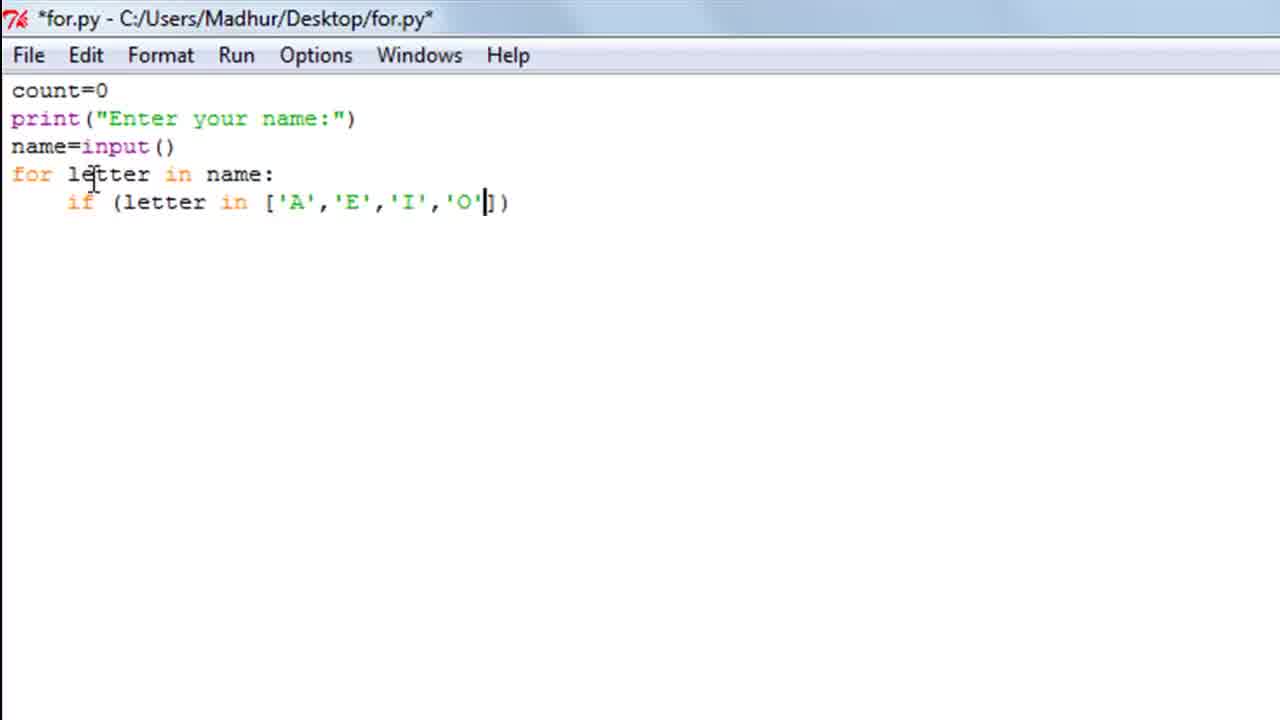 *for.py - C:/Users/Madhur/Desktop/for.py*
File Edit Format Run Options Windows Help
count=0
print("Enter your name:")
name=input()
for letter in name:
    if (letter in ['A','E','I','O'])